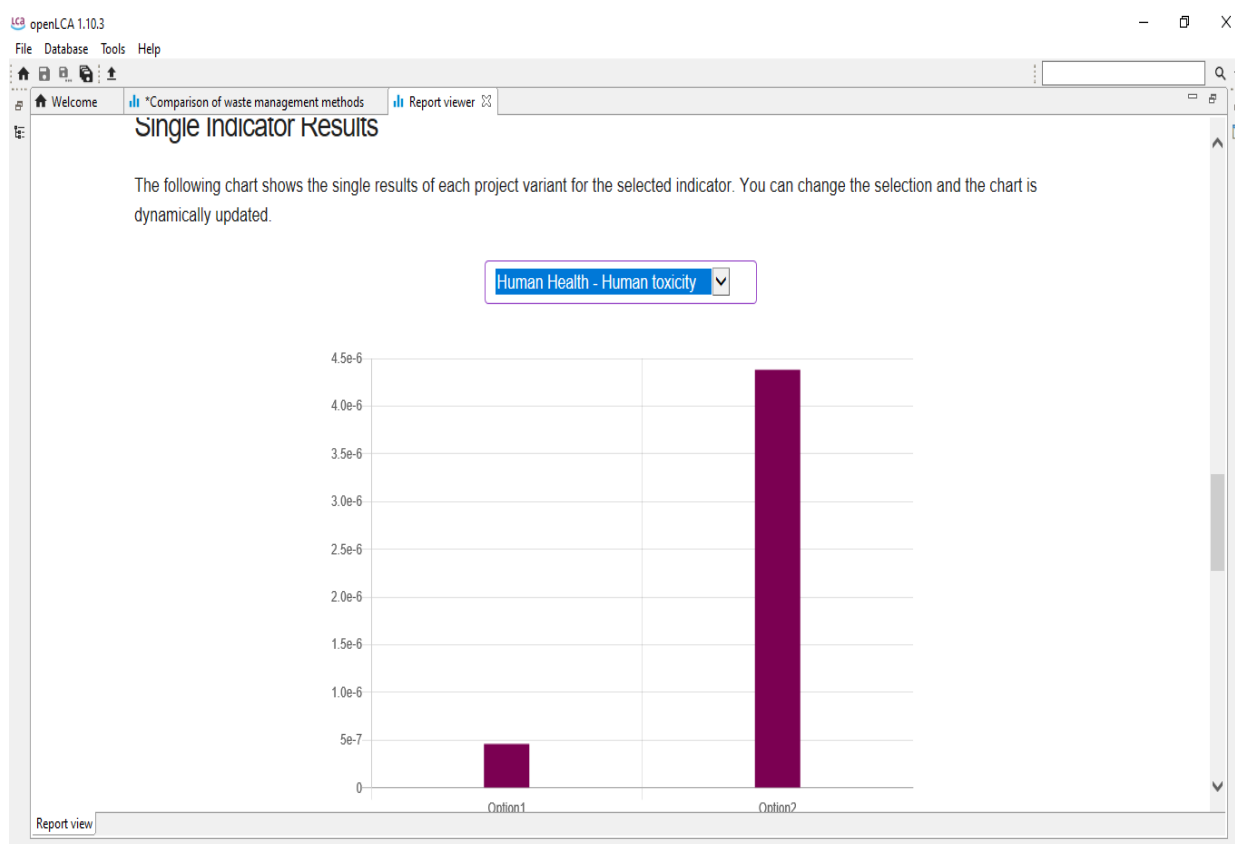 LCa openLCA 1.10.3
File Database Tools Help
Welcome *Comparison of waste management methods Report viewer
Single Indicator Results
The following chart shows the single results of each project variant for the selected indicator. You can change the selection and the chart is
dynamically updated.
Human Health - Human toxicity
4.5e-6
4.0e-6
3.5e-6
3.0e-6
2.5e-6
2.0e-6
1.5e-6
1.0e-6
5e-7
0
Option1 Option2
Report view